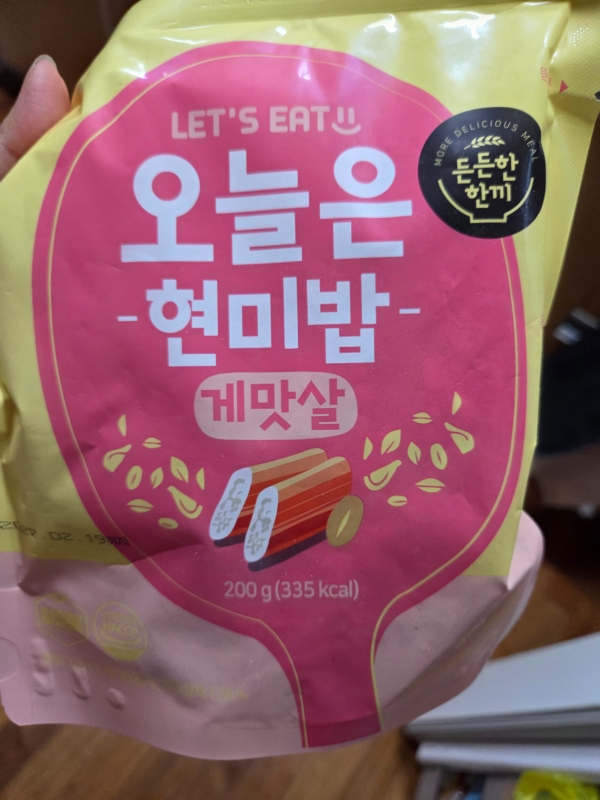 LET'S EAT
MORE DELICIOUS MEAL
든든한
한끼
오늘은
-현미밥-
게맛살
200 g (335 kcal)